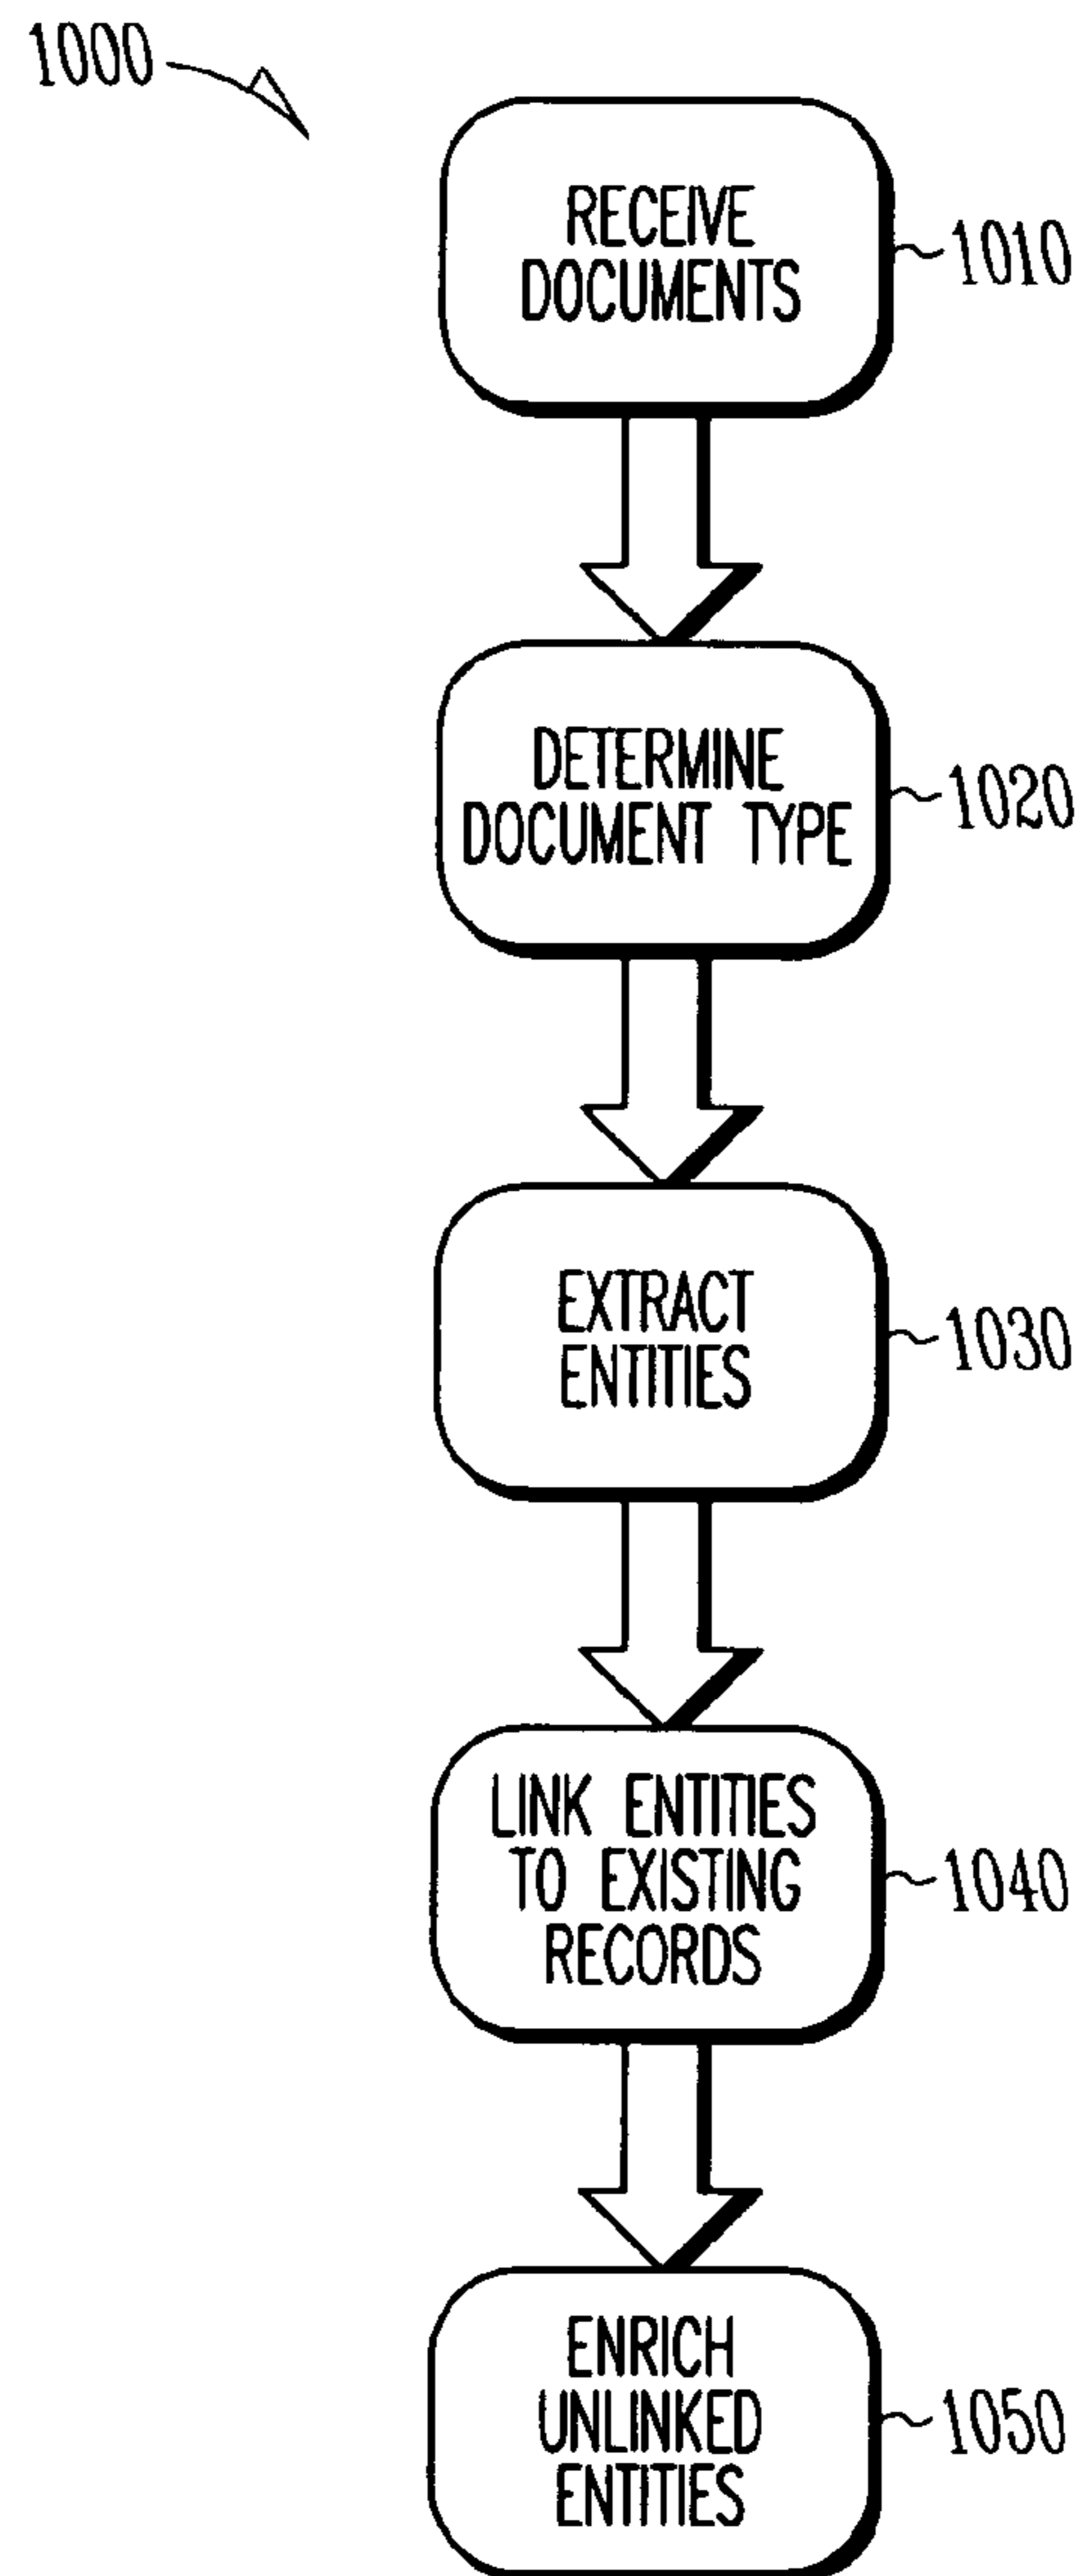 1000
RECEIVE
DOCUMENTS
1010
DETERMINE
DOCUMENT TYPE
1020
EXTRACT
ENTITIES
1030
LINK ENTITIES
TO EXISTING
RECORDS
1040
ENRICH
UNLINKED
ENTITIES
1050